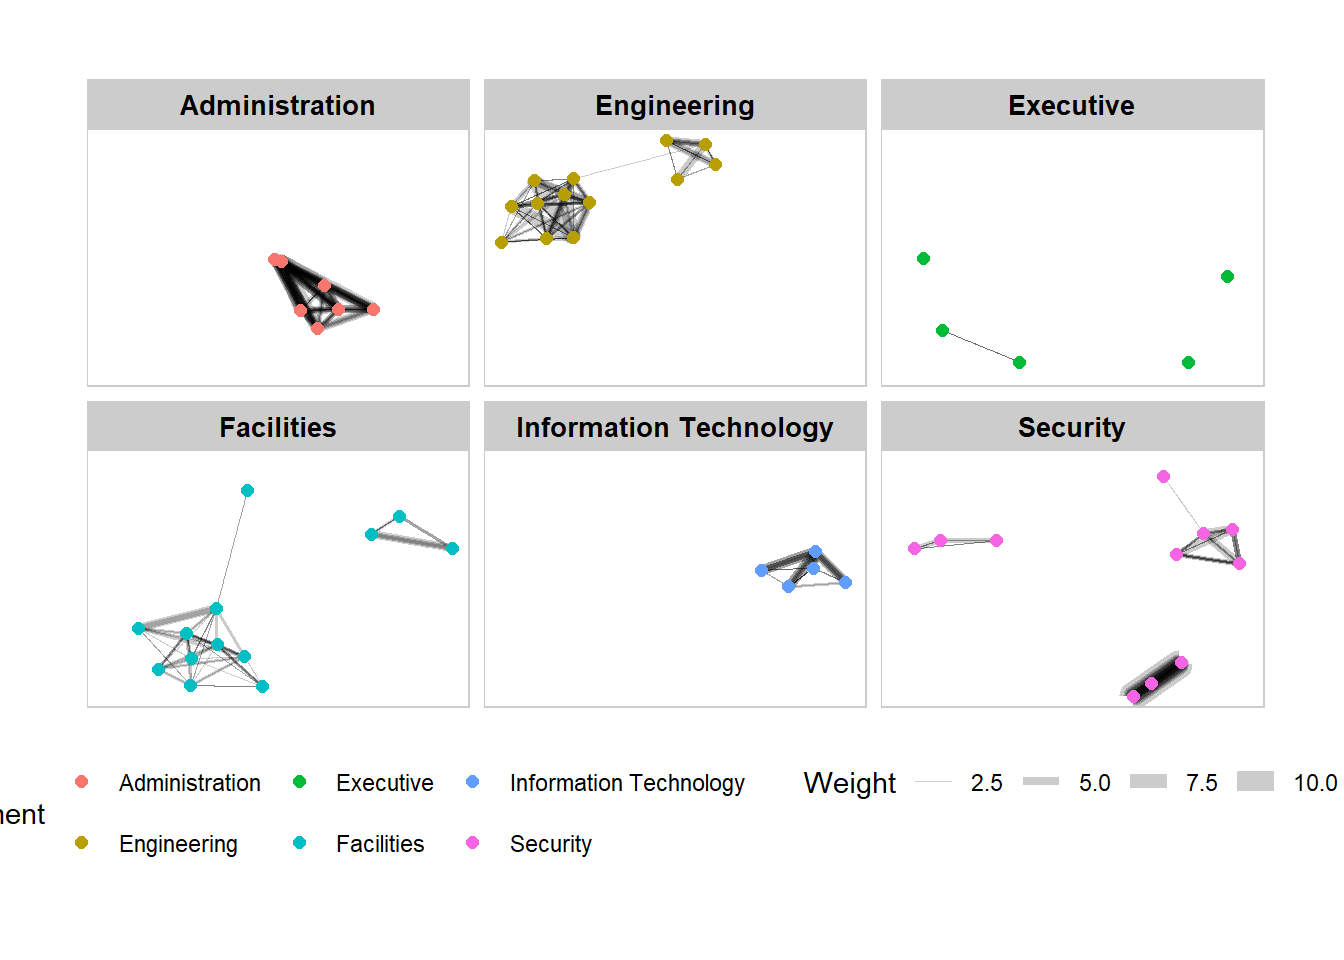 Administration
Engineering
Executive
Facilities
Information Technology
Security
Administration
Executive
Information Technology
Weight
2.5
5.0
7.5
10.0
Engineering
Facilities
Security